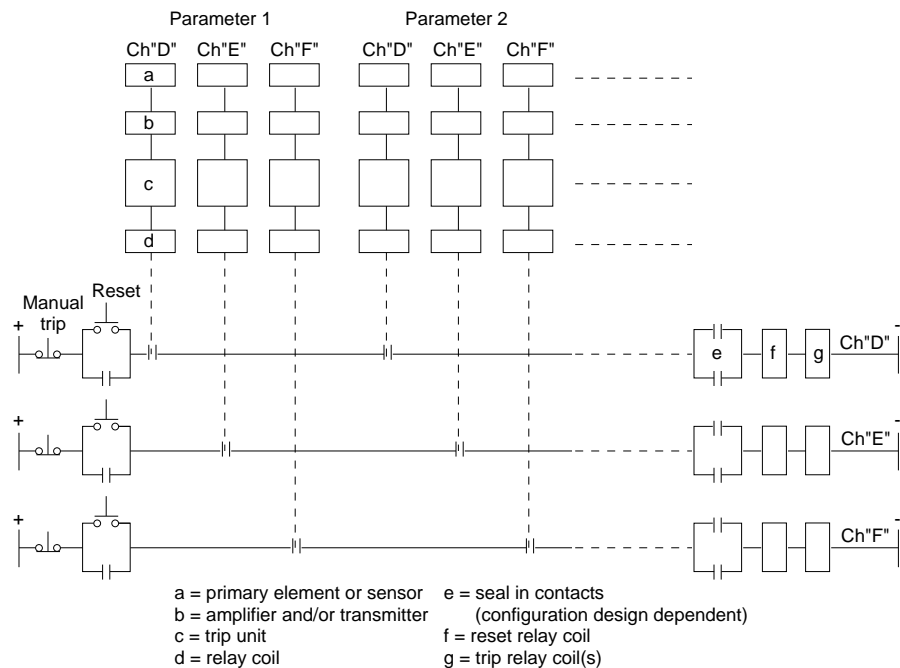 Parameter 1 Parameter 2
Ch"D" Ch"E" Ch"F" Ch"D" Ch"E" Ch"F"
a
b
c
d
Manual trip
Reset
+ e f g Ch"D" -
+ Ch"E" -
+ Ch"F" -
a = primary element or sensor
b = amplifier and/or transmitter
c = trip unit
d = relay coil
e = seal in contacts
(configuration design dependent)
f = reset relay coil
g = trip relay coil(s)